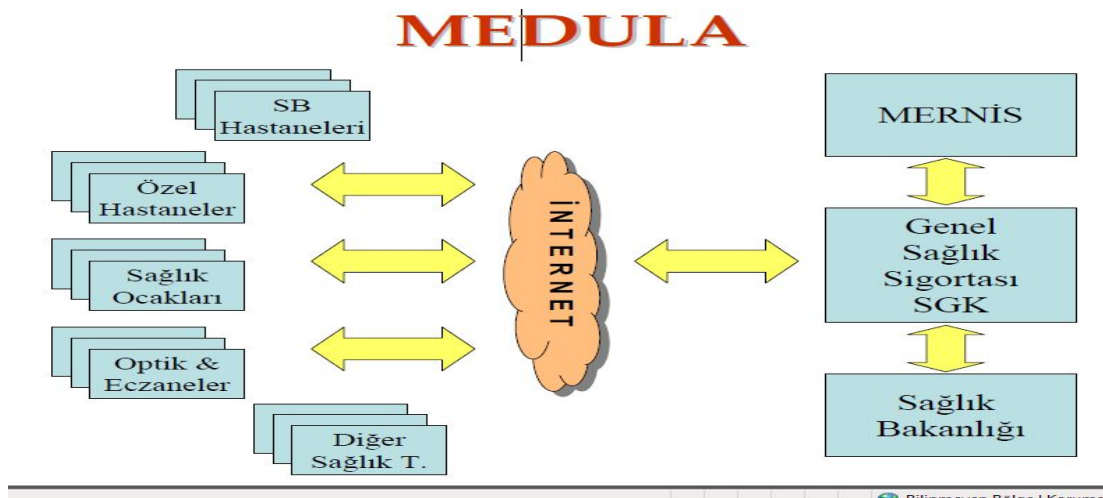 MEDULA
SB
Hastaneleri
Özel
Hastaneler
Sağlık
Ocakları
Optik &
Eczaneler
Diğer
Sağlık T.
İNTERNET
MERNİS
Genel
Sağlık
Sigortası
SGK
Sağlık
Bakanlığı